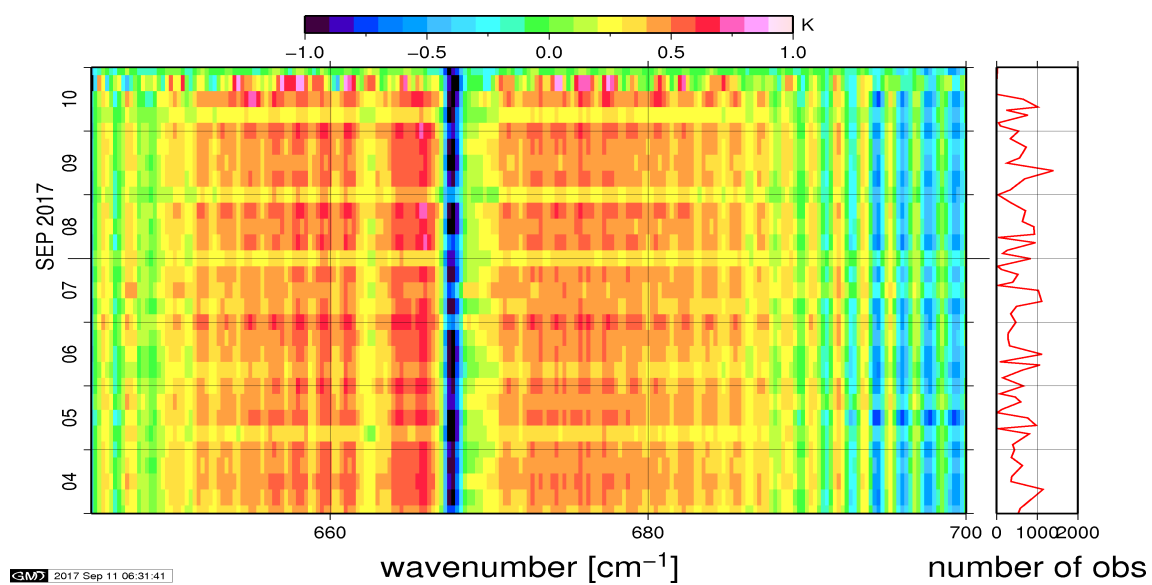 K
−1.0 −0.5 0.0 0.5 1.0
SEP 2017
10
09
08
07
06
05
04
660 680 700
0 1000 2000
wavenumber [cm−1]
number of obs
GMT 2017 Sep 11 06:31:41